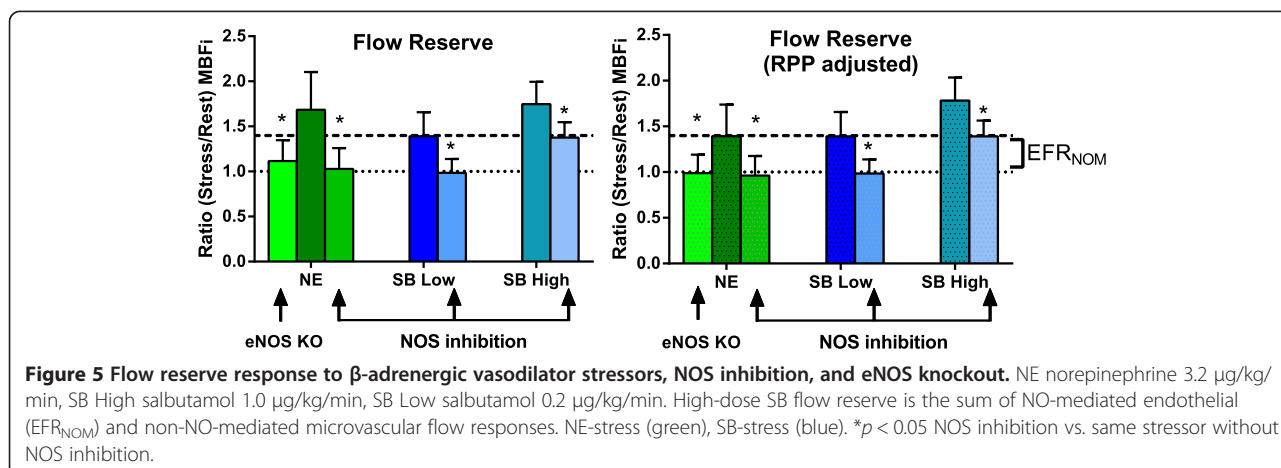 Flow Reserve
Ratio (Stress/Rest) MBFi
2.5
2.0
1.5
1.0
0.5
0.0
*
*
*
*
NE
SB Low
SB High
eNOS KO
NOS inhibition
Flow Reserve
(RPP adjusted)
Ratio (Stress/Rest) MBFi
2.5
2.0
1.5
1.0
0.5
0.0
*
*
*
*
EFRNOM
NE
SB Low
SB High
eNOS KO
NOS inhibition
Figure 5 Flow reserve response to β-adrenergic vasodilator stressors, NOS inhibition, and eNOS knockout. NE norepinephrine 3.2 μg/kg/
min, SB High salbutamol 1.0 μg/kg/min, SB Low salbutamol 0.2 μg/kg/min. High-dose SB flow reserve is the sum of NO-mediated endothelial
(EFRNOM) and non-NO-mediated microvascular flow responses. NE-stress (green), SB-stress (blue). *p < 0.05 NOS inhibition vs. same stressor without
NOS inhibition.